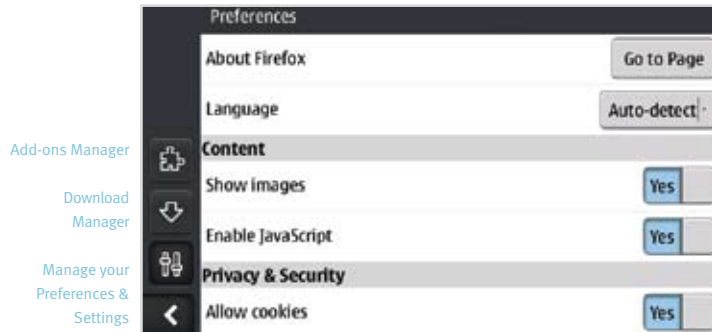 Preferences
About Firefox
Go to Page
Language
Auto-detect
Add-ons Manager
Content
Show images
Yes
Download
Manager
Enable JavaScript
Yes
Manage your
Preferences &
Settings
Privacy & Security
Allow cookies
Yes